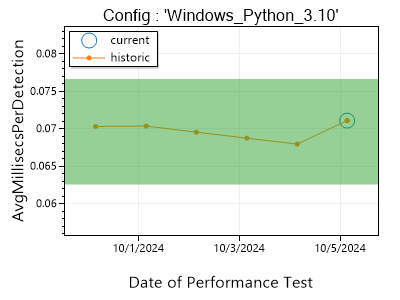 Config : 'Windows_Python_3.10'
current
historic
AvgMillisecsPerDetection
0.08
0.075
0.07
0.065
0.06
10/1/2024
10/3/2024
10/5/2024
Date of Performance Test